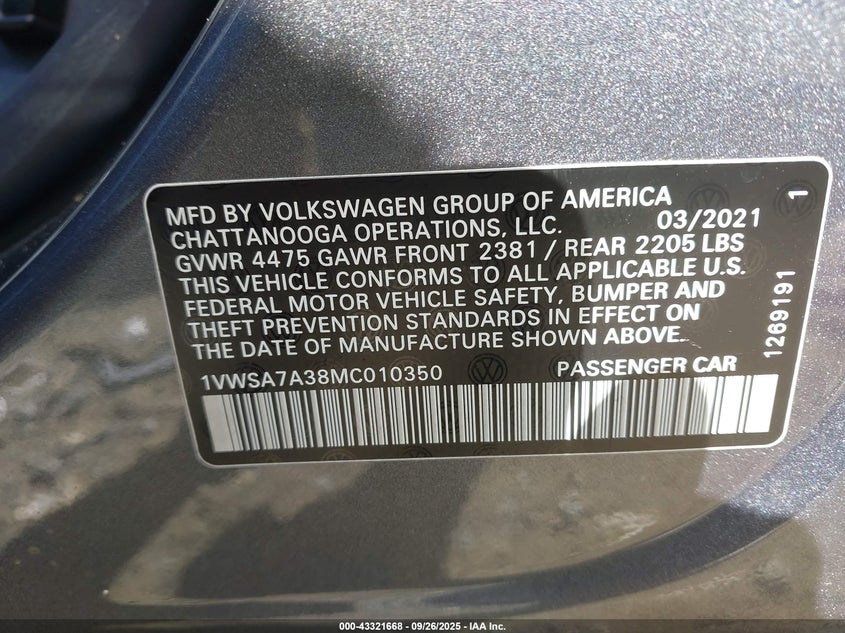 MFD BY VOLKSWAGEN GROUP OF AMERICA
CHATTANOOGA OPERATIONS, LLC. 03/2021
GVWR 4475 GAWR FRONT 2381 / REAR 2205 LBS
THIS VEHICLE CONFORMS TO ALL APPLICABLE U.S.
FEDERAL MOTOR VEHICLE SAFETY, BUMPER AND
THEFT PREVENTION STANDARDS IN EFFECT ON
THE DATE OF MANUFACTURE SHOWN ABOVE.
1VWSA7A38MC010350 PASSENGER CAR
1269191 1
000-43321668 - 09/26/2025 - IAA Inc.